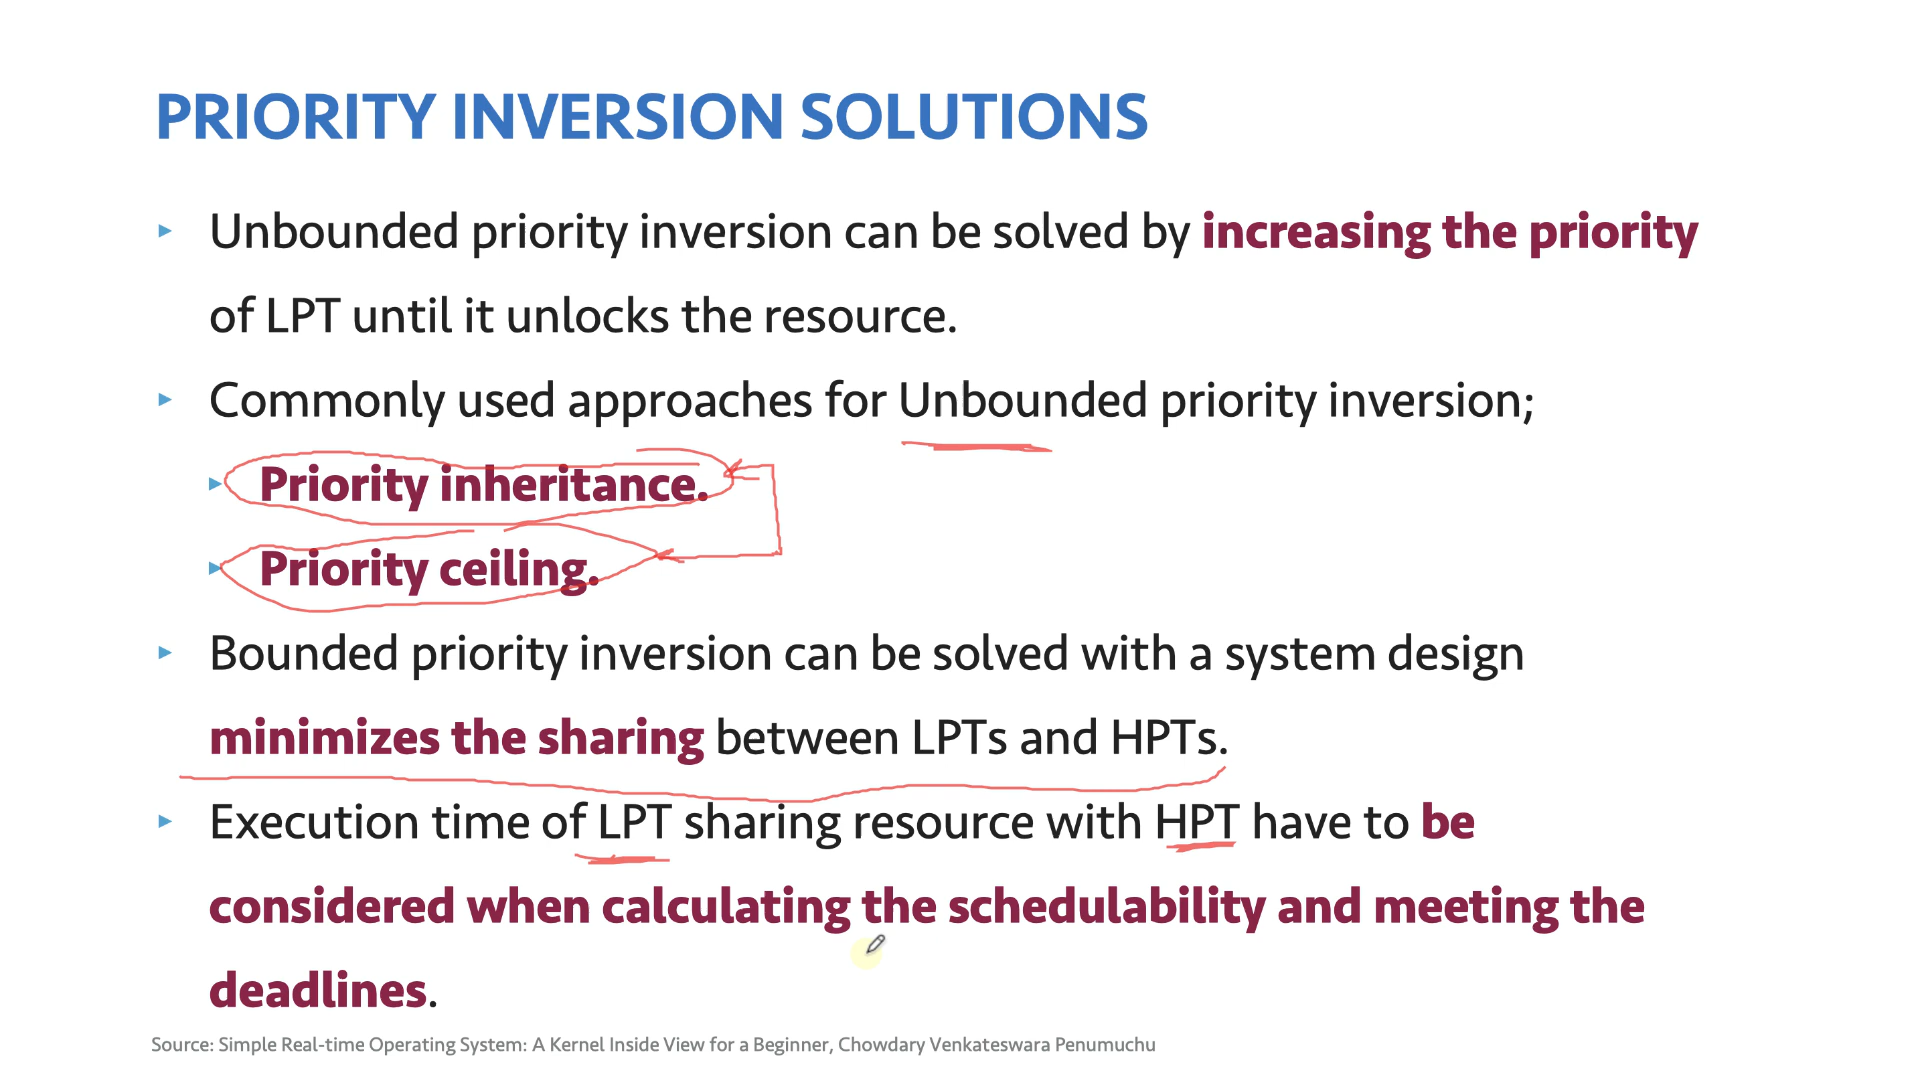 PRIORITY INVERSION SOLUTIONS
Unbounded priority inversion can be solved by increasing the priority
of LPT until it unlocks the resource.
Commonly used approaches for Unbounded priority inversion;
Priority inheritance.
Priority ceiling.
Bounded priority inversion can be solved with a system design
minimizes the sharing between LPTs and HPTs.
Execution time of LPT sharing resource with HPT have to be
considered when calculating the schedulability and meeting the
deadlines.
Source: Simple Real-time Operating System: A Kernel Inside View for a Beginner, Chowdary Venkateswara Penumuchu